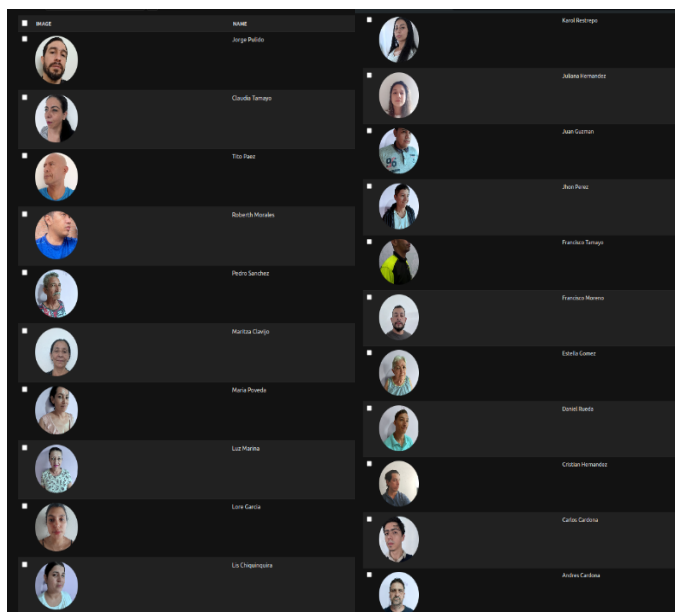 IMAGE NAME
Jorge Pulido
Claudia Tamayo
Tito Paez
Roberth Morales
Pedro Sanchez
Maritza Clavijo
Maria Poveda
Luz Marina
Lore Garcia
Lis Chiquinquira
Karol Restrepo
Juliana Hernandez
Juan Guzman
Jhon Perez
Francisco Tamayo
Francisco Moreno
Estella Gomez
Daniel Rueda
Cristian Hernandez
Carlos Cardona
Andres Cardona